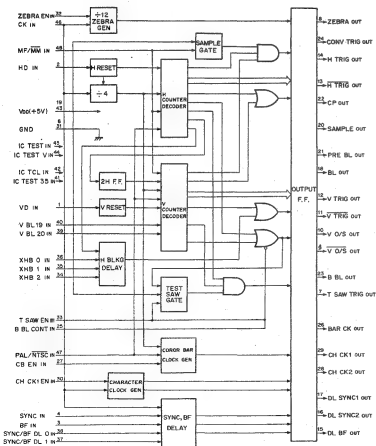 ZEBRA EN IN 32
CK IN 46
÷12 ZEBRA GEN
MF/MM IN 48
SAMPLE GATE
HD IN 2
H RESET
÷4
H COUNTER DECODER
19
VDD(+5V) 43
6
GND 31
IC TEST IN 45
IC TEST V IN 44
IC TCL IN
IC TEST 35 IN 41
2H F.F.
VD IN 1
V RESET
V COUNTER DECODER
V BL19 IN 40
V BL20 IN 39
XHB 0 IN 36
XHB 1 IN 35
XHB 2 IN 34
H BLKG DELAY
TEST SAW GATE
T SAW EN IN 33
B BL CONT IN 25
PAL/NTSC IN 47
CB EN IN 27
COROR BAR CLOCK GEN
CH CK1 EN IN 30
CHARACTER CLOCK GEN
SYNC IN 4
BF IN 3
SYNC/BF DL 0 IN 38
SYNC/BF DL 1 IN 37
SYNC, BF DELAY
OUTPUT F.F.
8 ZEBRA OUT
24 CONV TRIG OUT
14 H TRIG OUT
13 H TRIG OUT
22 CP OUT
20 SAMPLE OUT
21 PRE BL OUT
18 BL OUT
12 V TRIG OUT
11 V TRIG OUT
10 V O/S OUT
9 V O/S OUT
23 B BL OUT
7 T SAW TRIG OUT
26 BAR CK OUT
29 CH CK1 OUT
28 CH CK2 OUT
17 DL SYNC1 OUT
16 DL SYNC2 OUT
15 DL BF OUT